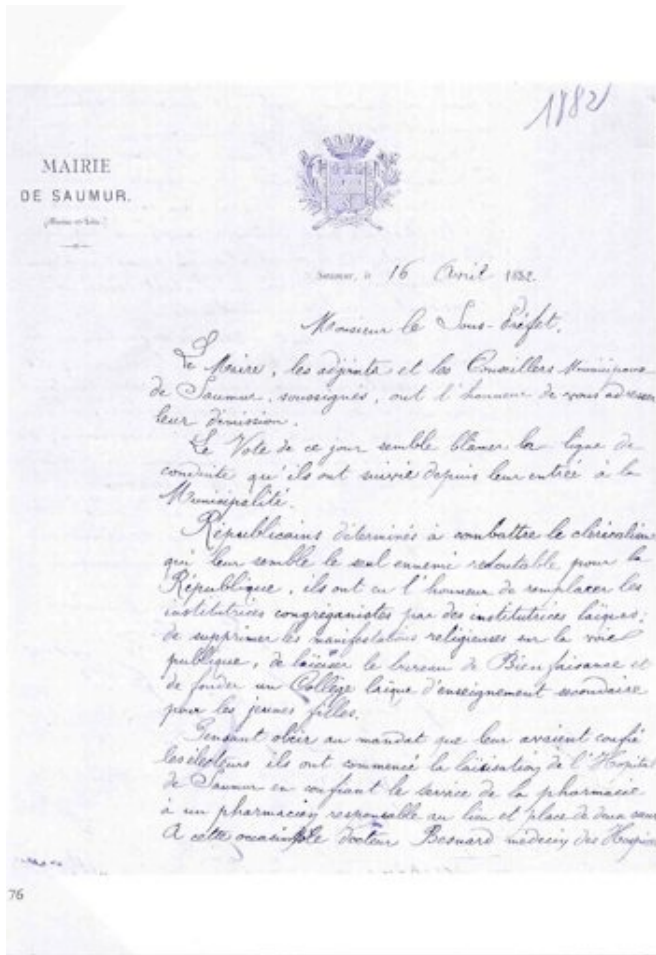 1882
MAIRIE
DE SAUMUR.
Saumur, le 16 Avril 1882.
Monsieur le Sous-Préfet.
Le Maire, les adjoints et les Conseillers Municipaux
de Saumur, soussignés, ont l'honneur de vous adresser
leur démission.
Le Vote de ce jour semble blâmer la ligne de
conduite qu'ils ont suivie depuis leur entrée à la
Municipalité.
Républicains déterminés à combattre le cléricalisme
qui leur semble le seul ennemi redoutable pour la
République, ils ont eu l'honneur de remplacer les
institutrices congréganistes par des institutrices laïques;
de supprimer les manifestations religieuses sur la voie
publique, de laïciser le bureau de Bienfaisance et
de fonder un Collège laïque d'enseignement secondaire
pour les jeunes filles.
Pensant obéir au mandat que leur avaient confié
les électeurs ils ont commencé la laïcisation de l'Hôpital
de Saumur en confiant le service de la pharmacie
à un pharmacien responsable au lieu et place de deux sœurs
A cette occasion le docteur Besnard médecin des Hospices
76